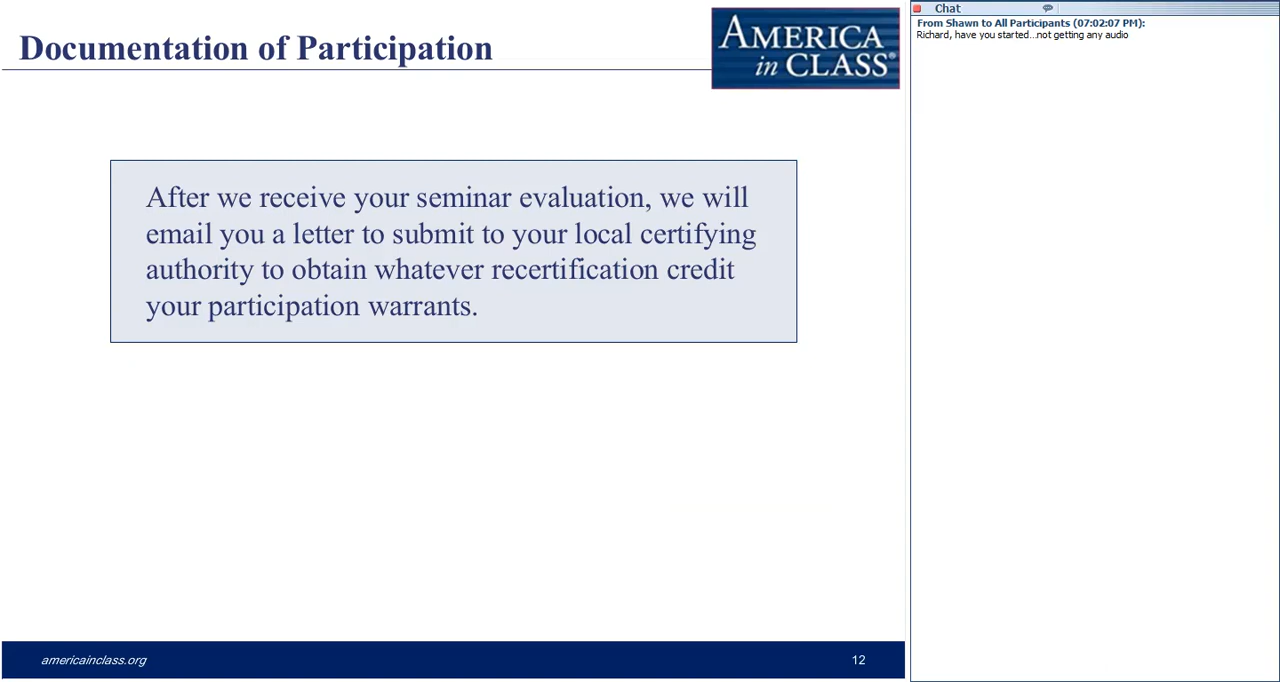 Documentation of Participation
AMERICA
in CLASS®
After we receive your seminar evaluation, we will
email you a letter to submit to your local certifying
authority to obtain whatever recertification credit
your participation warrants.
americainclass.org
12
Chat
From Shawn to All Participants (07:02:07 PM):
Richard, have you started...not getting any audio